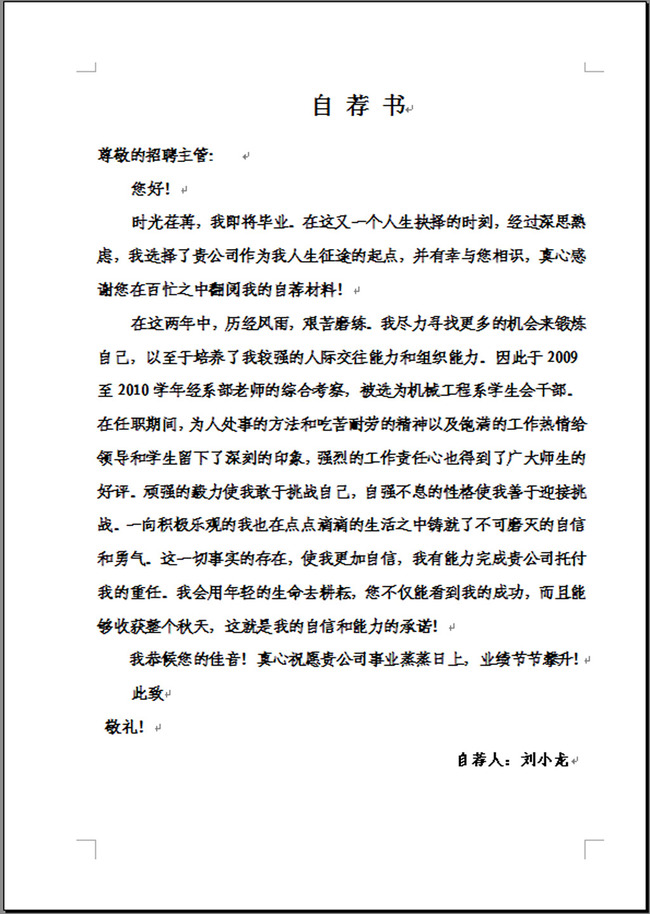 自 荐 书
尊敬的招聘主管:
您好!
时光荏苒，我即将毕业。在这又一个人生抉择的时刻，经过深思熟
虑，我选择了贵公司作为我人生征途的起点，并有幸与您相识，真心感
谢您在百忙之中翻阅我的自荐材料!
在这两年中，历经风雨，艰苦磨练。我尽力寻找更多的机会来锻炼
自己，以至于培养了我较强的人际交往能力和组织能力。因此于 2009
至 2010 学年经系部老师的综合考察，被选为机械工程系学生会干部。
在任职期间，为人处事的方法和吃苦耐劳的精神以及饱满的工作热情给
领导和学生留下了深刻的印象，强烈的工作责任心也得到了广大师生的
好评。顽强的毅力使我敢于挑战自己，自强不息的性格使我善于迎接挑
战。一向积极乐观的我也在点点滴滴的生活之中铸就了不可磨灭的自信
和勇气。这一切事实的存在，使我更加自信，我有能力完成贵公司托付
我的重任。我会用年轻的生命去耕耘，您不仅能看到我的成功，而且能
够收获整个秋天，这就是我的自信和能力的承诺!
我恭候您的佳音! 真心祝愿贵公司事业蒸蒸日上，业绩节节攀升!
此致
敬礼!
自荐人：刘小龙